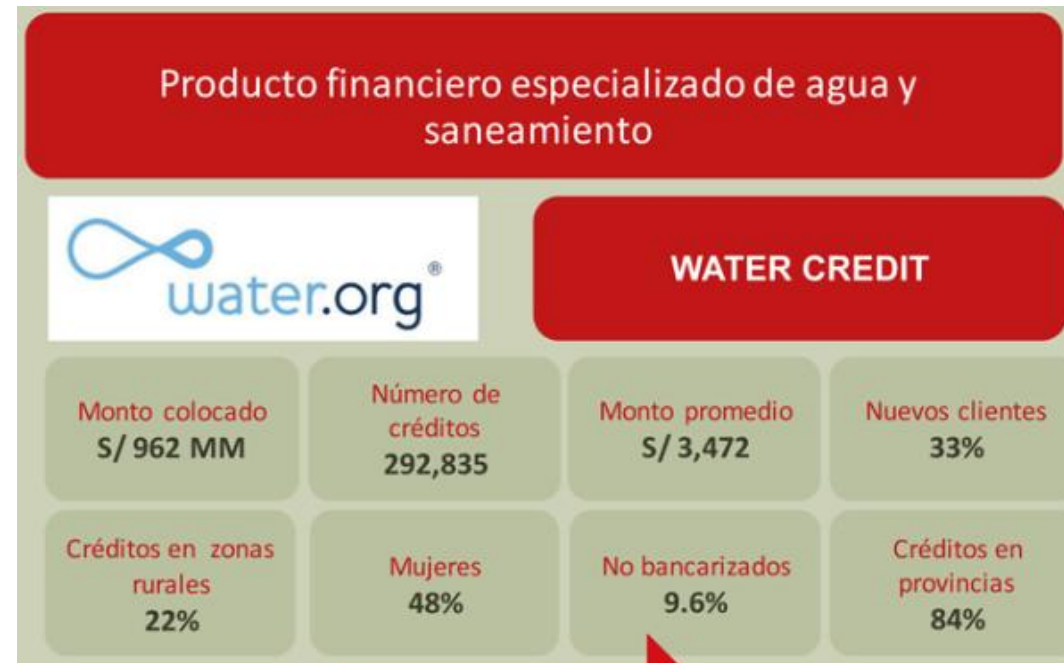 Producto financiero especializado de agua y
saneamiento
water.org®
WATER CREDIT
Monto colocado
S/ 962 MM
Número de
créditos
292,835
Monto promedio
S/ 3,472
Nuevos clientes
33%
Créditos en zonas
rurales
22%
Mujeres
48%
No bancarizados
9.6%
Créditos en
provincias
84%